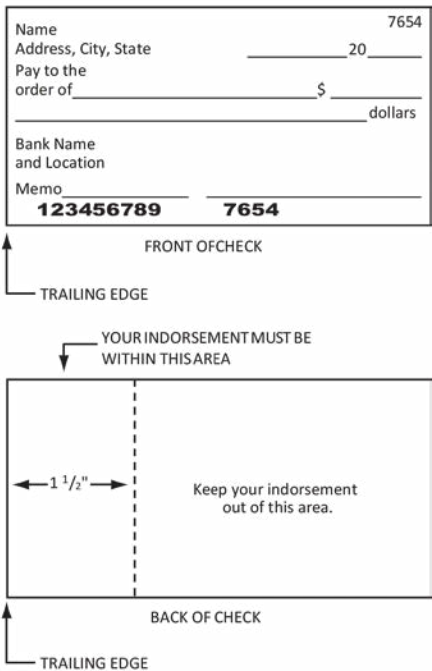 Name
7654
Address, City, State
20
Pay to the
order of $
dollars
Bank Name
and Location
Memo
123456789 7654
FRONT OFCHECK
TRAILING EDGE
YOUR INDORSEMENT MUST BE
WITHIN THIS AREA
1 1/2"
Keep your indorsement
out of this area.
BACK OF CHECK
TRAILING EDGE